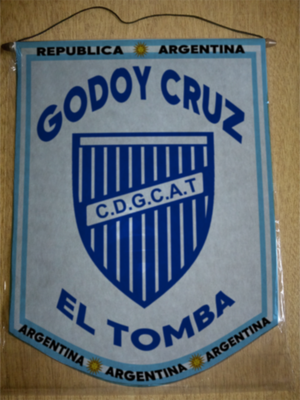 REPUBLICA ARGENTINA
GODOY CRUZ
C.D.G.C.A.T
EL TOMBA
ARGENTINA ARGENTINA ARGENTINA